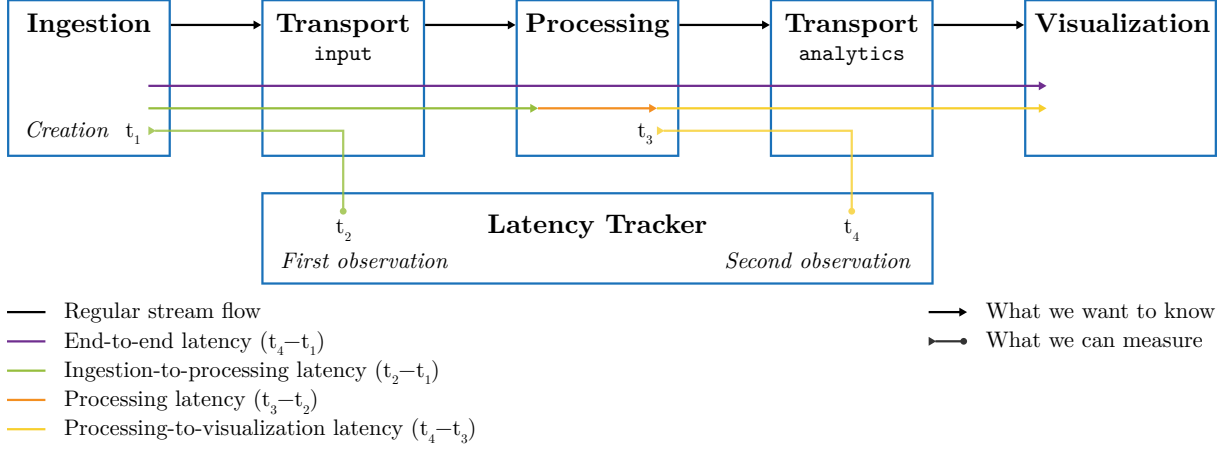 Ingestion
Transport
input
Processing
Transport
analytics
Visualization
Creation t₁
t₃
Latency Tracker
t₂
First observation
t₄
Second observation
Regular stream flow
End-to-end latency (t₄−t₁)
Ingestion-to-processing latency (t₂−t₁)
Processing latency (t₃−t₂)
Processing-to-visualization latency (t₄−t₃)
What we want to know
What we can measure